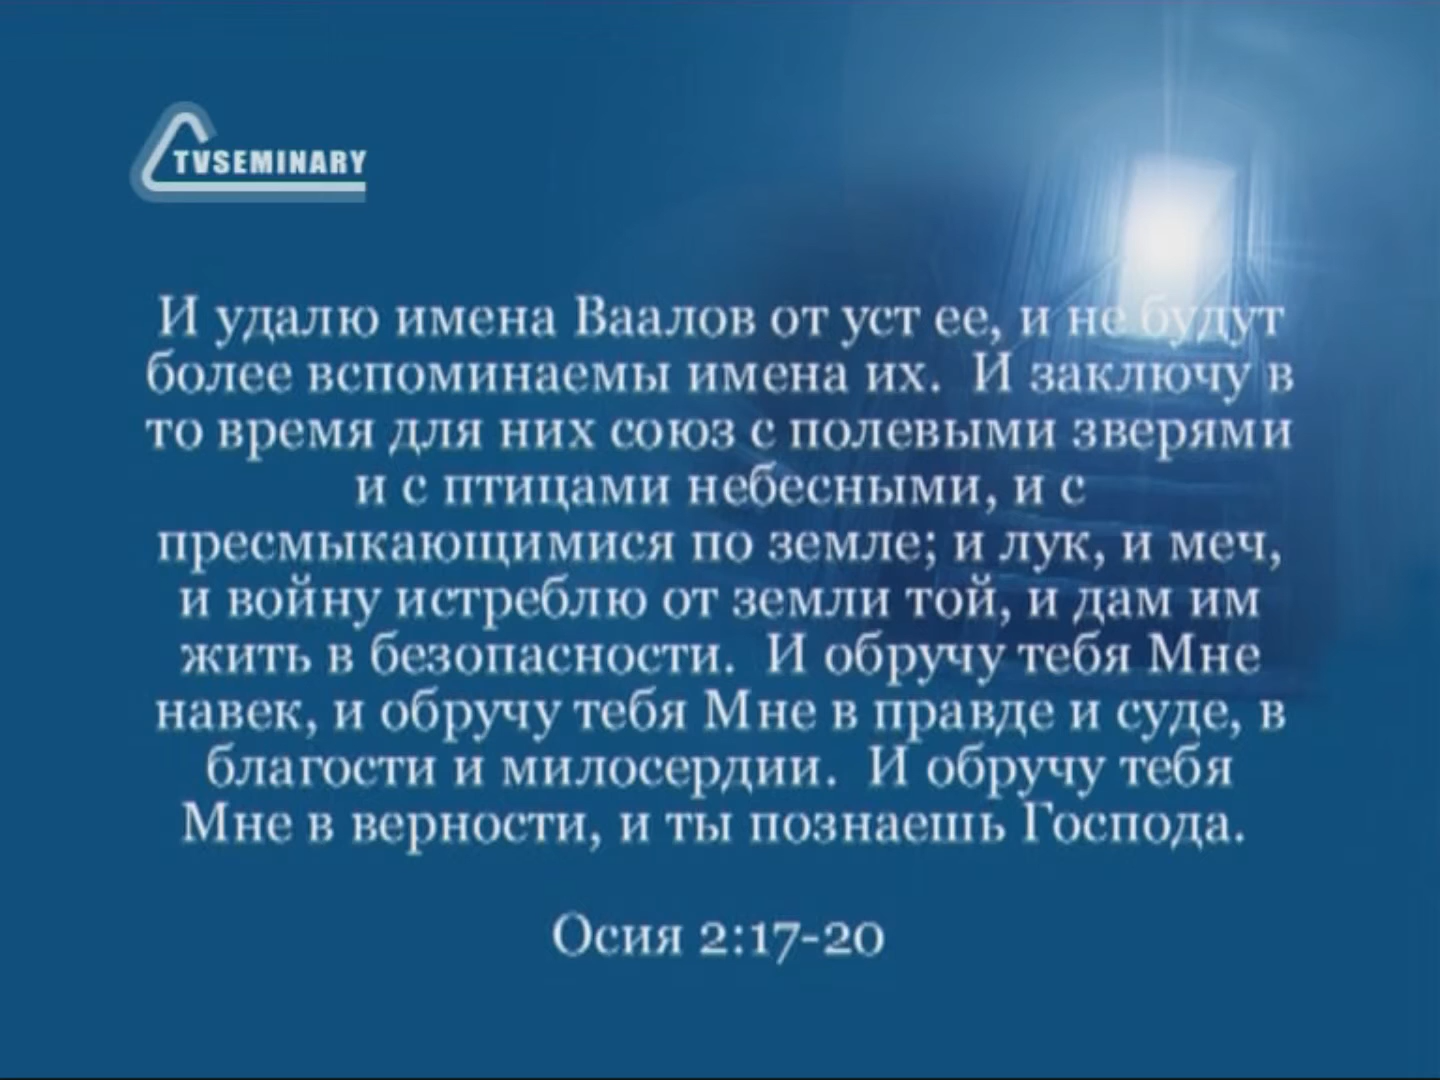 TVSEMINARY
И удалю имена Ваалов от уст ее, и не будут
более вспоминаемы имена их. И заключу в
то время для них союз с полевыми зверями
и с птицами небесными, и с
пресмыкающимися по земле; и лук, и меч,
и войну истреблю от земли той, и дам им
жить в безопасности. И обручу тебя Мне
навек, и обручу тебя Мне в правде и суде, в
благости и милосердии. И обручу тебя
Мне в верности, и ты познаешь Господа.
Осия 2:17-20